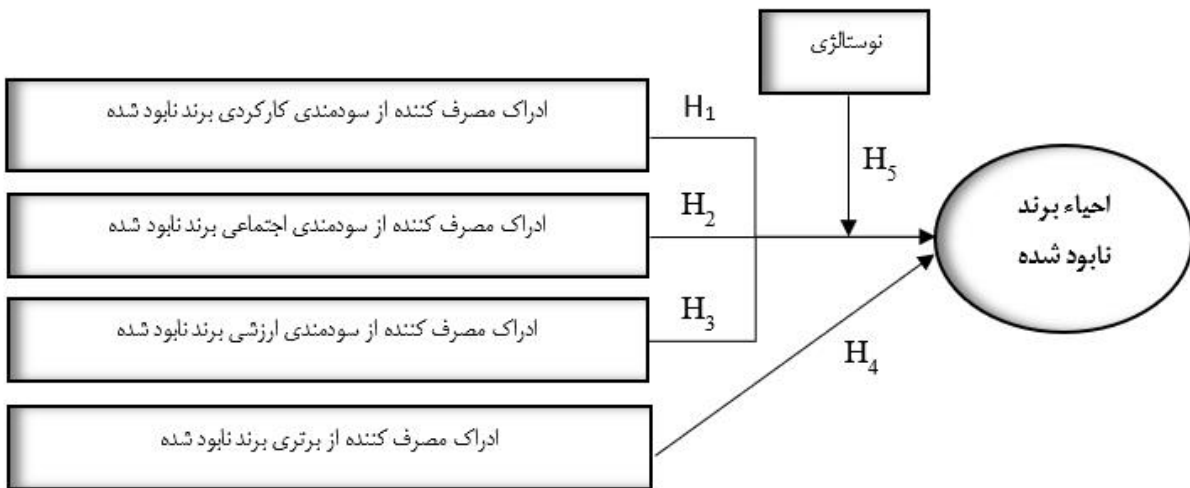 نوستالژی
ادراک مصرف کننده از سودمندی کارکردی برند نابود شده
H1
H5
ادراک مصرف کننده از سودمندی اجتماعی برند نابود شده
H2
احیاء برند
نابود شده
ادراک مصرف کننده از سودمندی ارزشی برند نابود شده
H3
H4
ادراک مصرف کننده از برتری برند نابود شده